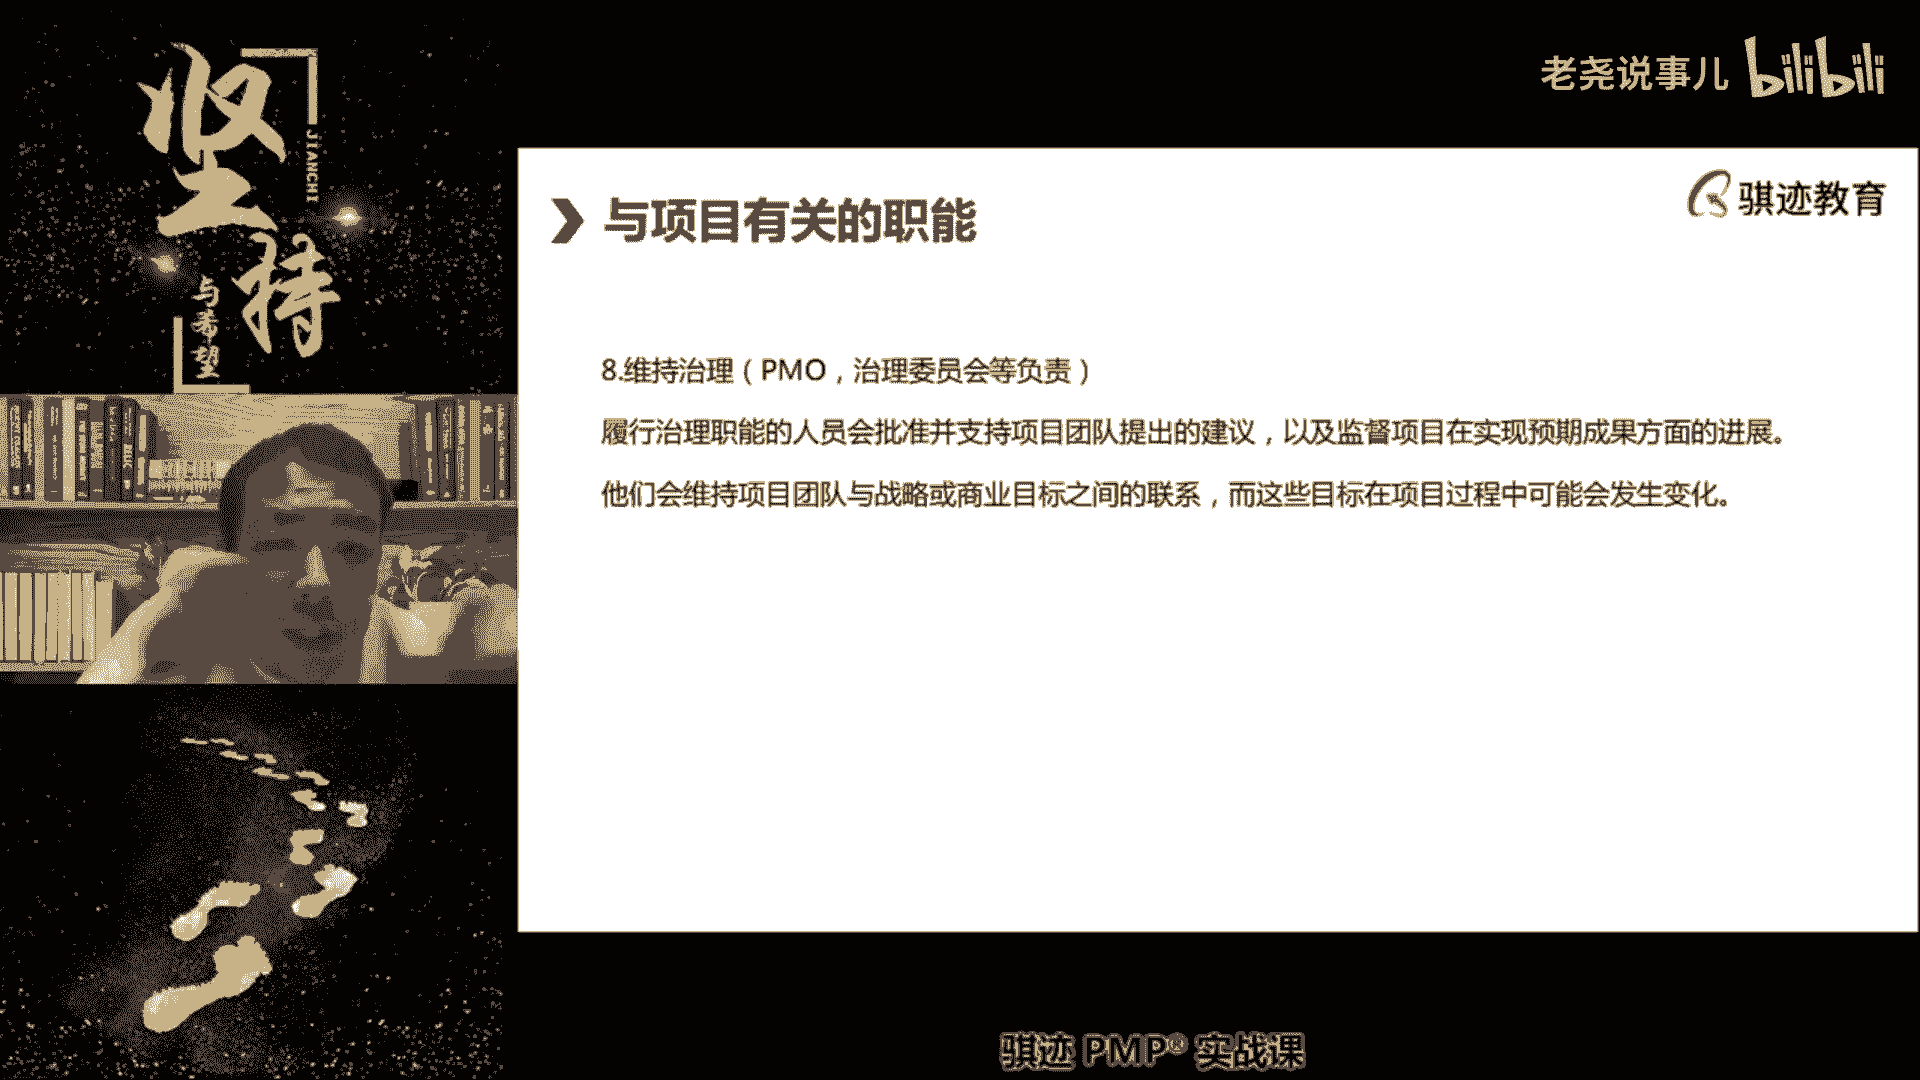 坚持
JIANCHI
与希望
老尧说事儿 bilibili
骐迹教育
与项目有关的职能
8.维持治理（PMO，治理委员会等负责）
履行治理职能的人员会批准并支持项目团队提出的建议，以及监督项目在实现预期成果方面的进展。
他们会维持项目团队与战略或商业目标之间的联系，而这些目标在项目过程中可能会发生变化。
骐迹 PMP® 实战课